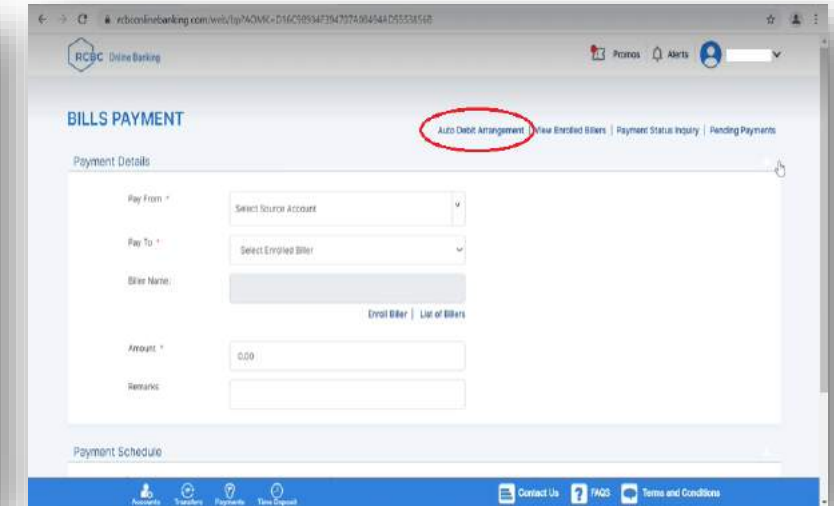 RCBC Online Banking
Promos Alerts
BILLS PAYMENT
Auto Debit Arrangement | View Enrolled Billers | Payment Status Inquiry | Pending Payments
Payment Details
Pay From *
Select Source Account
Pay To *
Select Enrolled Biller
Biller Name:
Enroll Biller | List of Billers
Amount *
0.00
Remarks
Payment Schedule
Accounts Transfers Payments Time Deposit
Contact Us ? FAQS Terms and Conditions